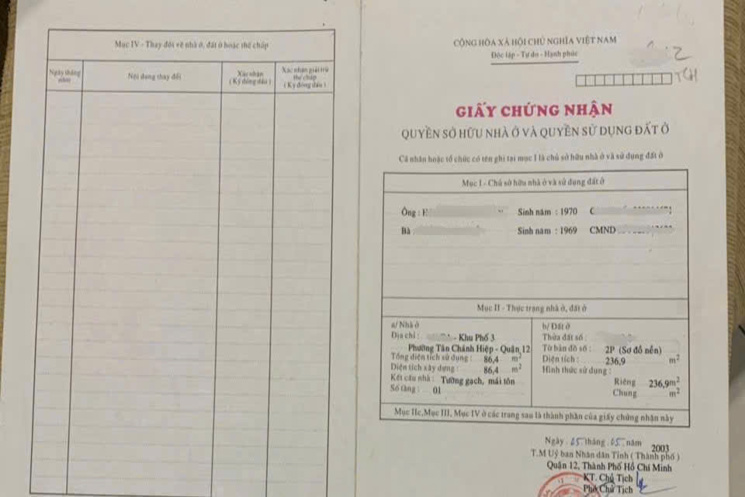 Mục IV - Thay đổi về nhà ở, đất ở hoặc thế chấp
Ngày tháng năm
Nội dung thay đổi
Xác nhận
(Ký đóng dấu)
Xác nhận giải trừ
thế chấp
(Ký đóng dấu)
CỘNG HÒA XÃ HỘI CHỦ NGHĨA VIỆT NAM
Độc lập - Tự do - Hạnh phúc
GIẤY CHỨNG NHẬN
QUYỀN SỞ HỮU NHÀ Ở VÀ QUYỀN SỬ DỤNG ĐẤT Ở
Cá nhân hoặc tổ chức có tên ghi tại mục I là chủ sở hữu nhà ở và sử dụng đất ở
Mục I - Chủ sở hữu nhà ở và sử dụng đất ở
Ông : Sinh năm : 1970
Bà Sinh năm : 1969 CMND
Mục II - Thực trạng nhà ở, đất ở
a/ Nhà ở
Địa chỉ : - Khu Phố 3
Phường Tân Chánh Hiệp - Quận 12
Tổng diện tích sử dụng : 86,4 m2
Diện tích xây dựng : 86,4 m2
Kết cấu nhà : Tường gạch, mái tôn
Số tầng : 01
b/ Đất ở
Thửa đất số :
Tờ bản đồ số : 2P (Sơ đồ nền)
Diện tích : 236,9 m2
Hình thức sử dụng :
Riêng 236,9m2
Chung m2
Mục IIc, Mục III, Mục IV ở các trang sau là thành phần của giấy chứng nhận này
Ngày 05 tháng 05 năm 2003
T.M Uỷ ban Nhân dân Tỉnh ( Thành phố )
Quận 12, Thành Phố Hồ Chí Minh
KT. Chủ Tịch
Phó Chủ Tịch